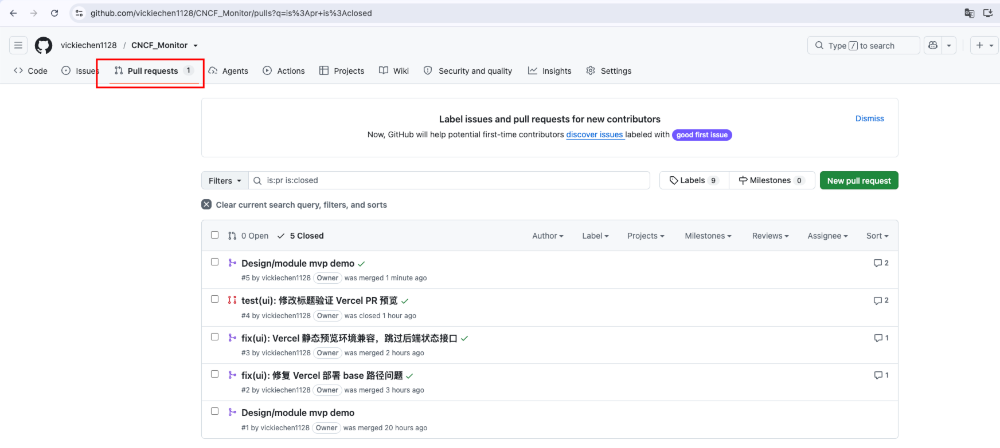 github.com/vickiechen1128/CNCF_Monitor/pulls?q=is%3Apr+is%3Aclosed
vickiechen1128 / CNCF_Monitor
Type / to search
Code Issues Pull requests 1 Agents Actions Projects Wiki Security and quality Insights Settings
Label issues and pull requests for new contributors
Dismiss
Now, GitHub will help potential first-time contributors discover issues labeled with good first issue
Filters is:pr is:closed Labels 9 Milestones 0 New pull request
Clear current search query, filters, and sorts
0 Open 5 Closed Author Label Projects Milestones Reviews Assignee Sort
Design/module mvp demo 2
#5 by vickiechen1128 Owner was merged 1 minute ago
test(ui): 修改标题验证 Vercel PR 预览 2
#4 by vickiechen1128 Owner was closed 1 hour ago
fix(ui): Vercel 静态预览环境兼容，跳过后端状态接口 1
#3 by vickiechen1128 Owner was merged 2 hours ago
fix(ui): 修复 Vercel 部署 base 路径问题 1
#2 by vickiechen1128 Owner was merged 3 hours ago
Design/module mvp demo
#1 by vickiechen1128 Owner was merged 20 hours ago